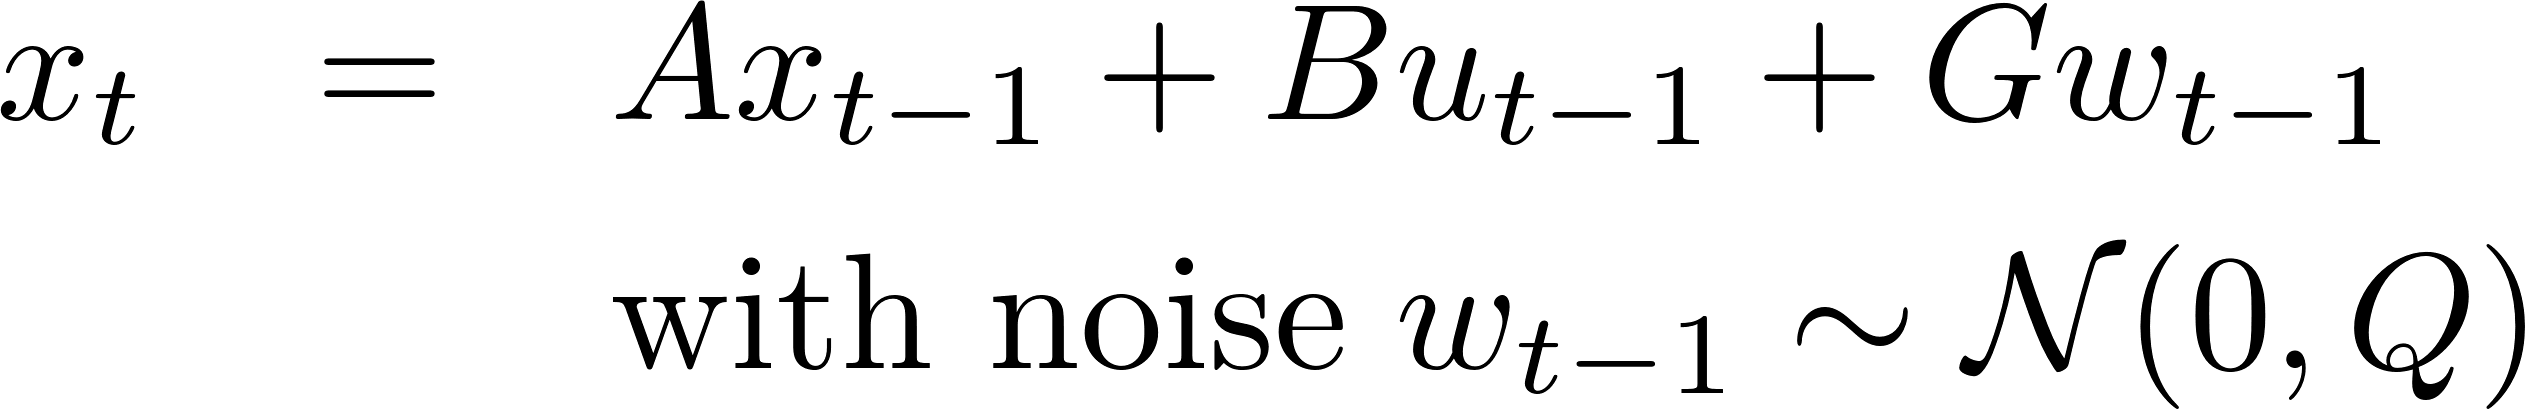 x_t = Ax_{t−1} + Bu_{t−1} + Gw_{t−1}
with noise w_{t−1} ∼ 𝒩(0, Q)